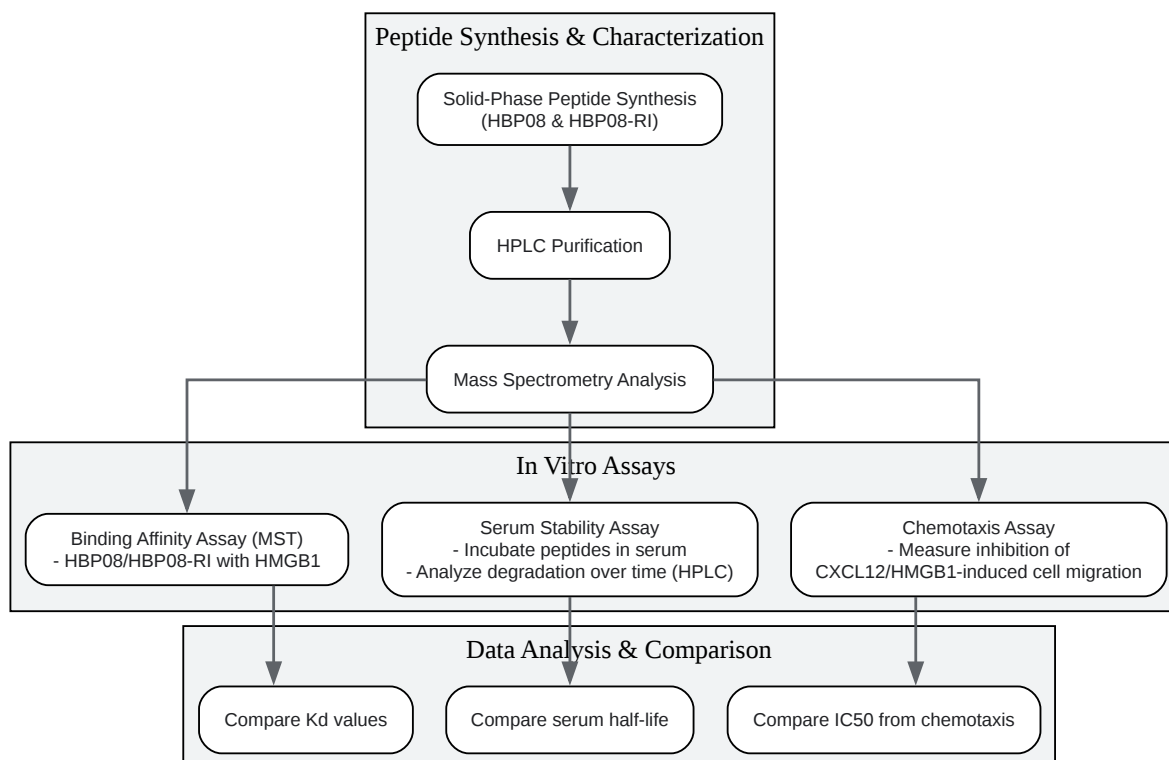 Peptide Synthesis & Characterization
Solid-Phase Peptide Synthesis
(HBP08 & HBP08-RI)
HPLC Purification
Mass Spectrometry Analysis
In Vitro Assays
Binding Affinity Assay (MST)
- HBP08/HBP08-RI with HMGB1
Serum Stability Assay
- Incubate peptides in serum
- Analyze degradation over time (HPLC)
Chemotaxis Assay
- Measure inhibition of
CXCL12/HMGB1-induced cell migration
Data Analysis & Comparison
Compare Kd values
Compare serum half-life
Compare IC50 from chemotaxis